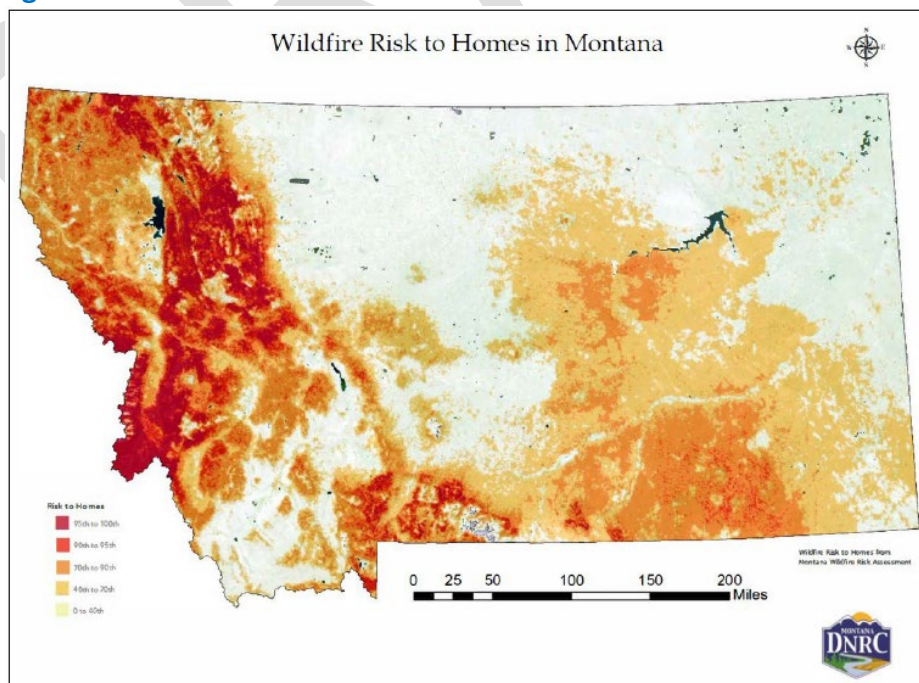 Wildfire Risk to Homes in Montana
N
W E
S
Risk to Homes
95th to 100th
90th to 95th
70th to 90th
40th to 70th
0 to 40th
Wildfire Risk to Homes from
Montana Wildfire Risk Assessment
0 25 50 100 150 200
Miles
MONTANA
DNRC